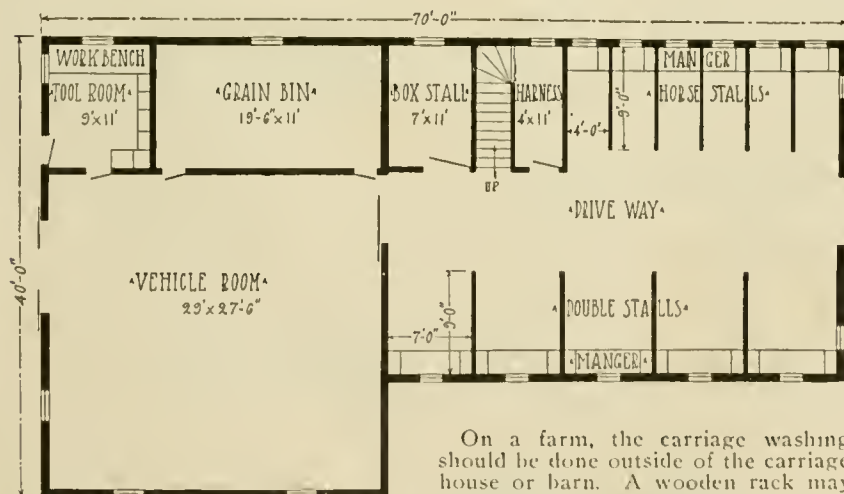 70'-0"
WORK BENCH
TOOL ROOM
9'x11'
GRAIN BIN
19'-6"x11'
BOX STALL
7'x11'
HARNESS
4'x11'
UP
4'-0"
9'-0"
MANGER
HORSE STALLS
DRIVE WAY
40'-0"
VEHICLE ROOM
29'x27'-6"
7'-0"
9'-0"
DOUBLE STALLS
MANGER
On a farm, the carriage washing
should be done outside of the carriage
house or barn. A wooden rack may